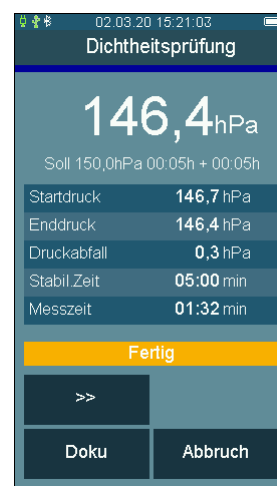 02.03.20 15:21:03
Dichtheitsprüfung
146,4hPa
Soll 150,0hPa 00:05h + 00:05h
Startdruck 146,7 hPa
Enddruck 146,4 hPa
Druckabfall 0,3 hPa
Stabil.Zeit 05:00 min
Messzeit 01:32 min
Fertig
>>
Doku Abbruch